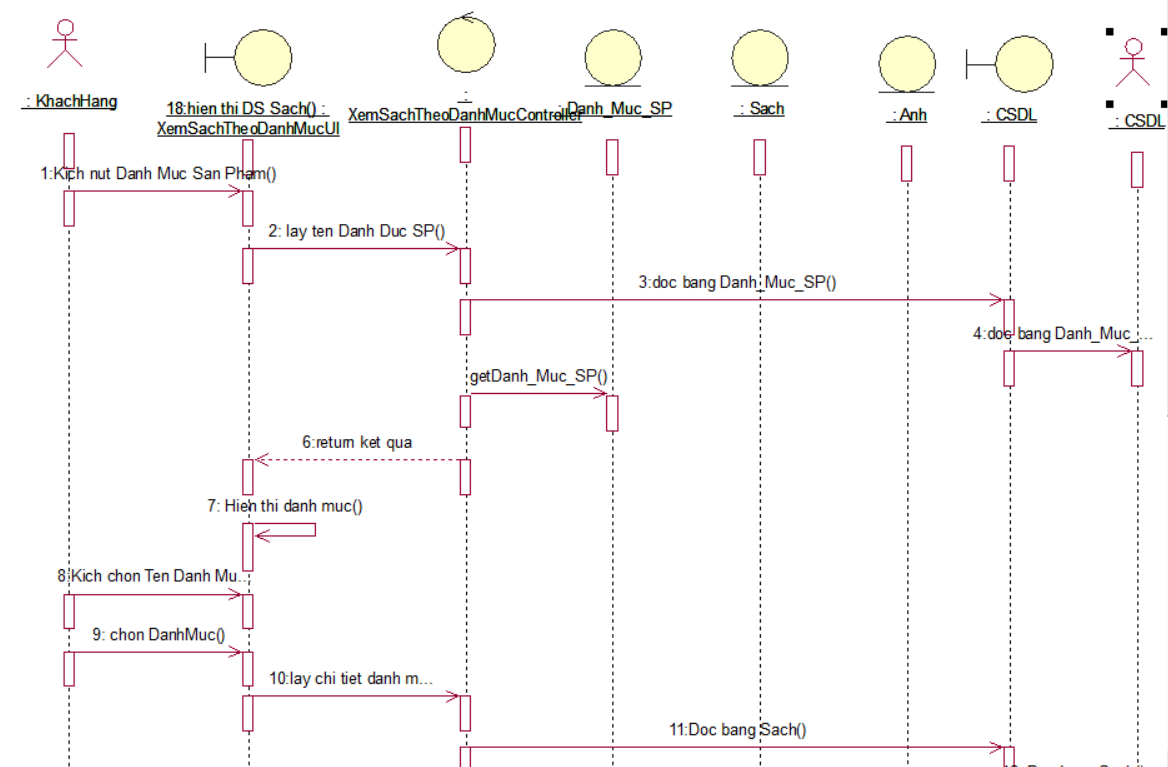 : KhachHang
18:hien thi DS Sach() :
XemSachTheoDanhMucUI
:
XemSachTheoDanhMucController
: Danh_Muc_SP
: Sach
: Anh
: CSDL
: CSDL
1:Kich nut Danh Muc San Pham()
2: lay ten Danh Duc SP()
3:doc bang Danh_Muc_SP()
4:doc bang Danh_Muc_...
getDanh_Muc_SP()
6:return ket qua
7: Hien thi danh muc()
8:Kich chon Ten Danh Mu...
9: chon DanhMuc()
10:lay chi tiet danh m...
11:Doc bang Sach()